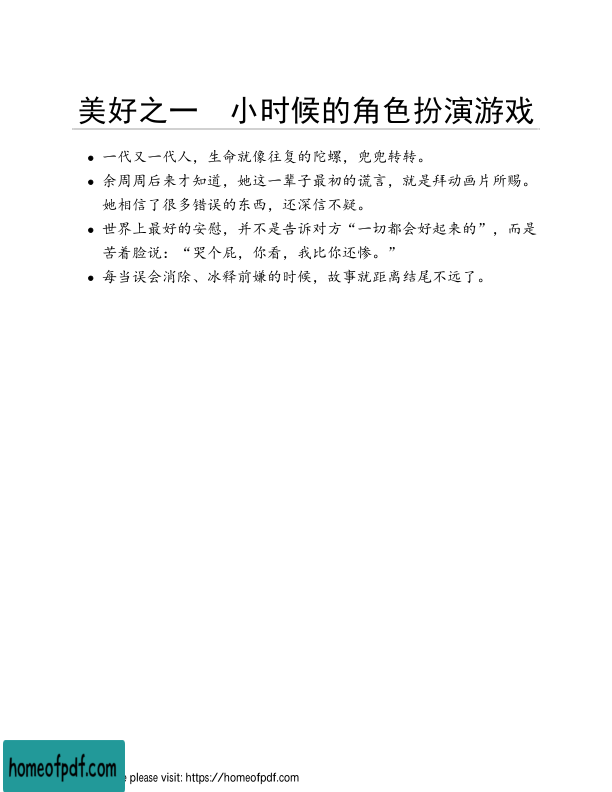 美好之一　小时候的角色扮演游戏
● 一代又一代人，生命就像往复的陀螺，兜兜转转。
● 余周周后来才知道，她这一辈子最初的谎言，就是拜动画片所赐。
她相信了很多错误的东西，还深信不疑。
● 世界上最好的安慰，并不是告诉对方“一切都会好起来的”，而是
苦着脸说：“哭个屁，你看，我比你还惨。”
● 每当误会消除、冰释前嫌的时候，故事就距离结尾不远了。
homeofpdf.com
e please visit: https://homeofpdf.com